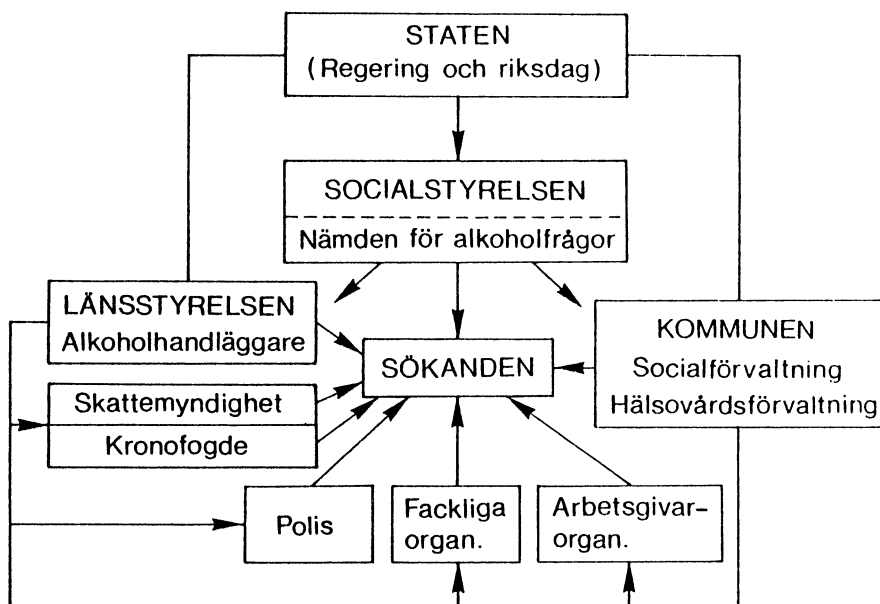 STATEN
(Regering och riksdag)
SOCIALSTYRELSEN
Nämden för alkoholfrågor
LÄNSSTYRELSEN
Alkoholhandläggare
KOMMUNEN
Socialförvaltning
Hälsovårdsförvaltning
SÖKANDEN
Skattemyndighet
Kronofogde
Polis
Fackliga
organ.
Arbetsgivar-
organ.